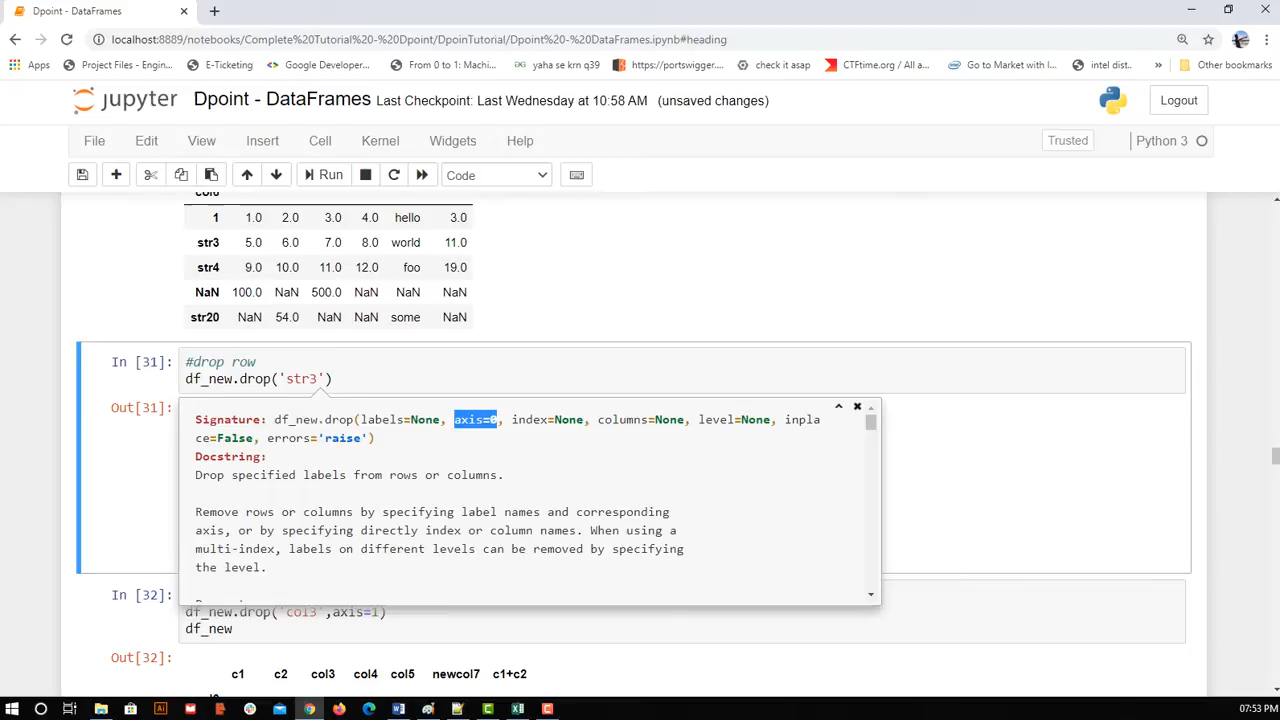 Dpoint - DataFrames
localhost:8889/notebooks/Complete%20Tutorial%20-%20Dpoint/DpoinTutorial/Dpoint%20-%20DataFrames.ipynb#heading
Apps Project Files - Engin... E-Ticketing Google Developer... From 0 to 1: Machi... yaha se krn q39 https://portswigger.... check it asap CTFtime.org / All a... Go to Market with I... intel dist... » Other bookmarks
jupyter Dpoint - DataFrames Last Checkpoint: Last Wednesday at 10:58 AM (unsaved changes) Logout
File Edit View Insert Cell Kernel Widgets Help Trusted Python 3
Run Code
1 1.0 2.0 3.0 4.0 hello 3.0
str3 5.0 6.0 7.0 8.0 world 11.0
str4 9.0 10.0 11.0 12.0 foo 19.0
NaN 100.0 NaN 500.0 NaN NaN NaN
str20 NaN 54.0 NaN NaN some NaN
In [31]: #drop row
df_new.drop('str3')
Out[31]:
Signature: df_new.drop(labels=None, axis=0, index=None, columns=None, level=None, inpla
ce=False, errors='raise')
Docstring:
Drop specified labels from rows or columns.
Remove rows or columns by specifying label names and corresponding
axis, or by specifying directly index or column names. When using a
multi-index, labels on different levels can be removed by specifying
the level.
In [32]:
df_new.drop('col3',axis=1)
df_new
Out[32]:
c1 c2 col3 col4 col5 newcol7 c1+c2
07:53 PM